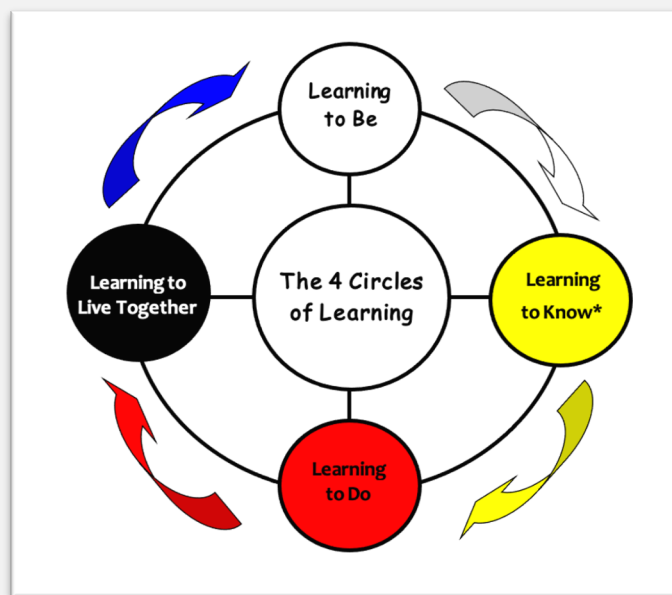 Learning
to Be
Learning to
Live Together
The 4 Circles
of Learning
Learning
to Know*
Learning
to Do